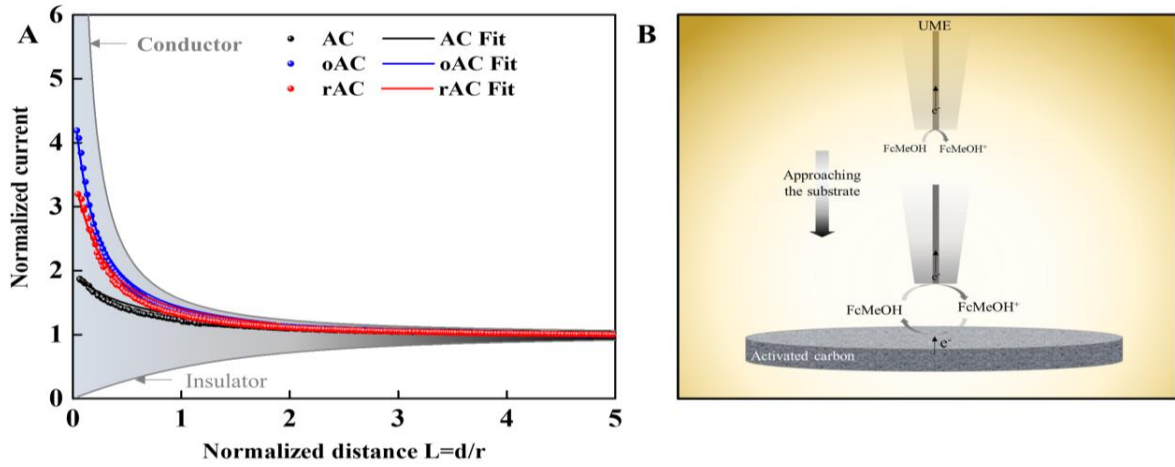 A
6
5
4
3
2
1
0
Normalized current
Conductor
AC AC Fit
oAC oAC Fit
rAC rAC Fit
Insulator
0 1 2 3 4 5
Normalized distance L=d/r
B
UME
e-
FcMeOH FcMeOH+
Approaching
the substrate
e-
FcMeOH FcMeOH+
e-
Activated carbon